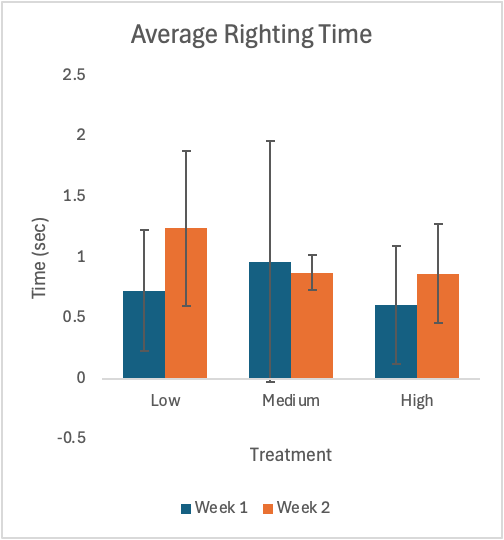 Average Righting Time
2.5
2
1.5
1
0.5
0
-0.5
Time (sec)
Low Medium High
Treatment
Week 1 Week 2